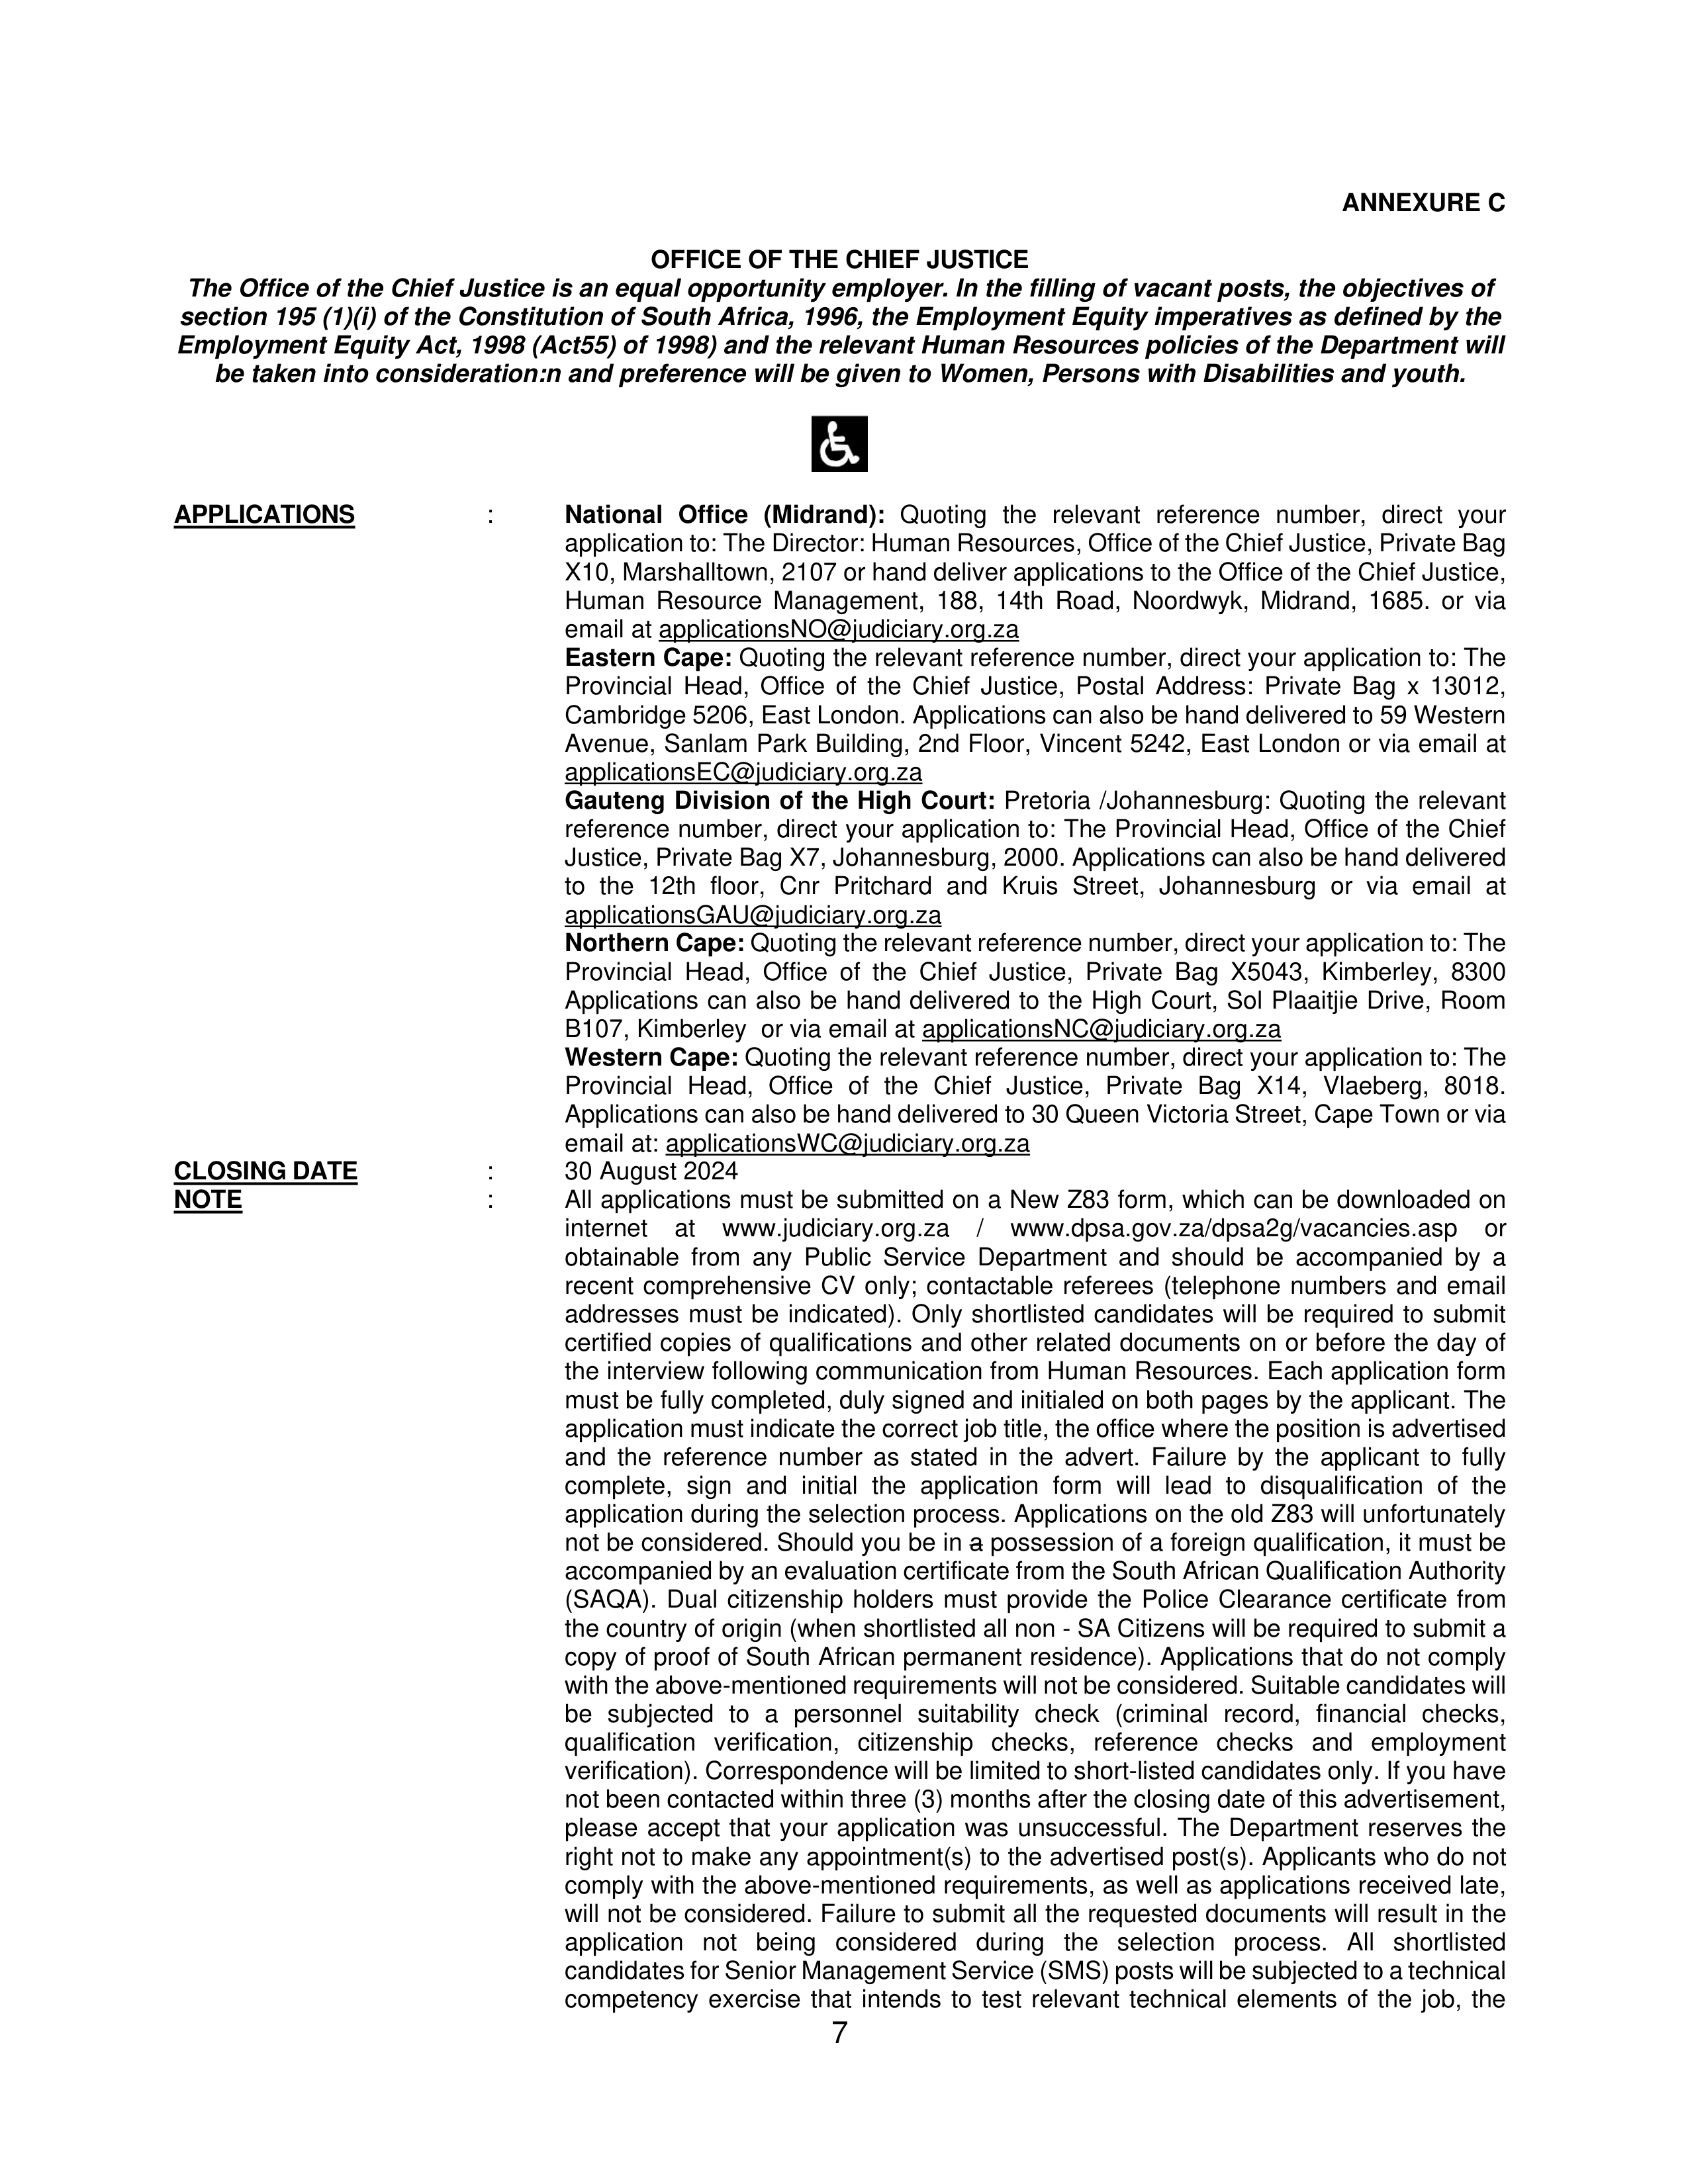 ANNEXURE C
OFFICE OF THE CHIEF JUSTICE
The Office of the Chief Justice is an equal opportunity employer. In the filling of vacant posts, the objectives of
section 195 (1)(i) of the Constitution of South Africa, 1996, the Employment Equity imperatives as defined by the
Employment Equity Act, 1998 (Act55) of 1998) and the relevant Human Resources policies of the Department will
be taken into consideration:n and preference will be given to Women, Persons with Disabilities and youth.
APPLICATIONS : National Office (Midrand): Quoting the relevant reference number, direct your
application to: The Director: Human Resources, Office of the Chief Justice, Private Bag
X10, Marshalltown, 2107 or hand deliver applications to the Office of the Chief Justice,
Human Resource Management, 188, 14th Road, Noordwyk, Midrand, 1685. or via
email at applicationsNO@judiciary.org.za
Eastern Cape: Quoting the relevant reference number, direct your application to: The
Provincial Head, Office of the Chief Justice, Postal Address: Private Bag x 13012,
Cambridge 5206, East London. Applications can also be hand delivered to 59 Western
Avenue, Sanlam Park Building, 2nd Floor, Vincent 5242, East London or via email at
applicationsEC@judiciary.org.za
Gauteng Division of the High Court: Pretoria /Johannesburg: Quoting the relevant
reference number, direct your application to: The Provincial Head, Office of the Chief
Justice, Private Bag X7, Johannesburg, 2000. Applications can also be hand delivered
to the 12th floor, Cnr Pritchard and Kruis Street, Johannesburg or via email at
applicationsGAU@judiciary.org.za
Northern Cape: Quoting the relevant reference number, direct your application to: The
Provincial Head, Office of the Chief Justice, Private Bag X5043, Kimberley, 8300
Applications can also be hand delivered to the High Court, Sol Plaaitjie Drive, Room
B107, Kimberley or via email at applicationsNC@judiciary.org.za
Western Cape: Quoting the relevant reference number, direct your application to: The
Provincial Head, Office of the Chief Justice, Private Bag X14, Vlaeberg, 8018.
Applications can also be hand delivered to 30 Queen Victoria Street, Cape Town or via
email at: applicationsWC@judiciary.org.za
CLOSING DATE : 30 August 2024
NOTE : All applications must be submitted on a New Z83 form, which can be downloaded on
internet at www.judiciary.org.za / www.dpsa.gov.za/dpsa2g/vacancies.asp or
obtainable from any Public Service Department and should be accompanied by a
recent comprehensive CV only; contactable referees (telephone numbers and email
addresses must be indicated). Only shortlisted candidates will be required to submit
certified copies of qualifications and other related documents on or before the day of
the interview following communication from Human Resources. Each application form
must be fully completed, duly signed and initialed on both pages by the applicant. The
application must indicate the correct job title, the office where the position is advertised
and the reference number as stated in the advert. Failure by the applicant to fully
complete, sign and initial the application form will lead to disqualification of the
application during the selection process. Applications on the old Z83 will unfortunately
not be considered. Should you be in a possession of a foreign qualification, it must be
accompanied by an evaluation certificate from the South African Qualification Authority
(SAQA). Dual citizenship holders must provide the Police Clearance certificate from
the country of origin (when shortlisted all non - SA Citizens will be required to submit a
copy of proof of South African permanent residence). Applications that do not comply
with the above-mentioned requirements will not be considered. Suitable candidates will
be subjected to a personnel suitability check (criminal record, financial checks,
qualification verification, citizenship checks, reference checks and employment
verification). Correspondence will be limited to short-listed candidates only. If you have
not been contacted within three (3) months after the closing date of this advertisement,
please accept that your application was unsuccessful. The Department reserves the
right not to make any appointment(s) to the advertised post(s). Applicants who do not
comply with the above-mentioned requirements, as well as applications received late,
will not be considered. Failure to submit all the requested documents will result in the
application not being considered during the selection process. All shortlisted
candidates for Senior Management Service (SMS) posts will be subjected to a technical
competency exercise that intends to test relevant technical elements of the job, the
7